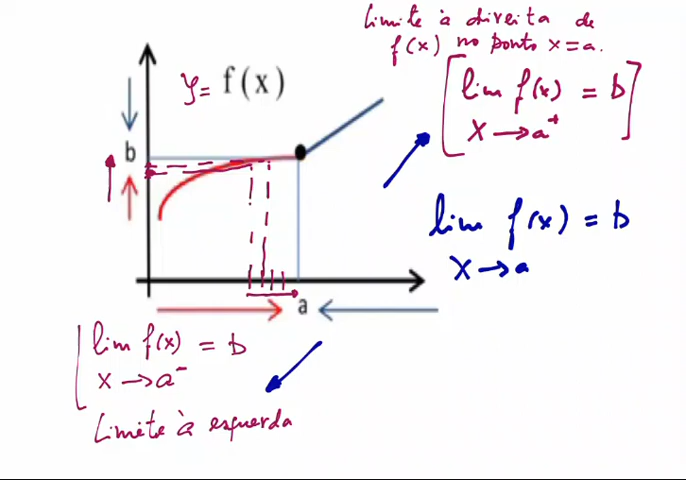 Limite à direita de
f(x) no ponto x=a.
y= f(x)
lim f(x) = b
x→a⁺
b
lim f(x) = b
x→a
a
lim f(x) = b
x→a⁻
Limite à esquerda